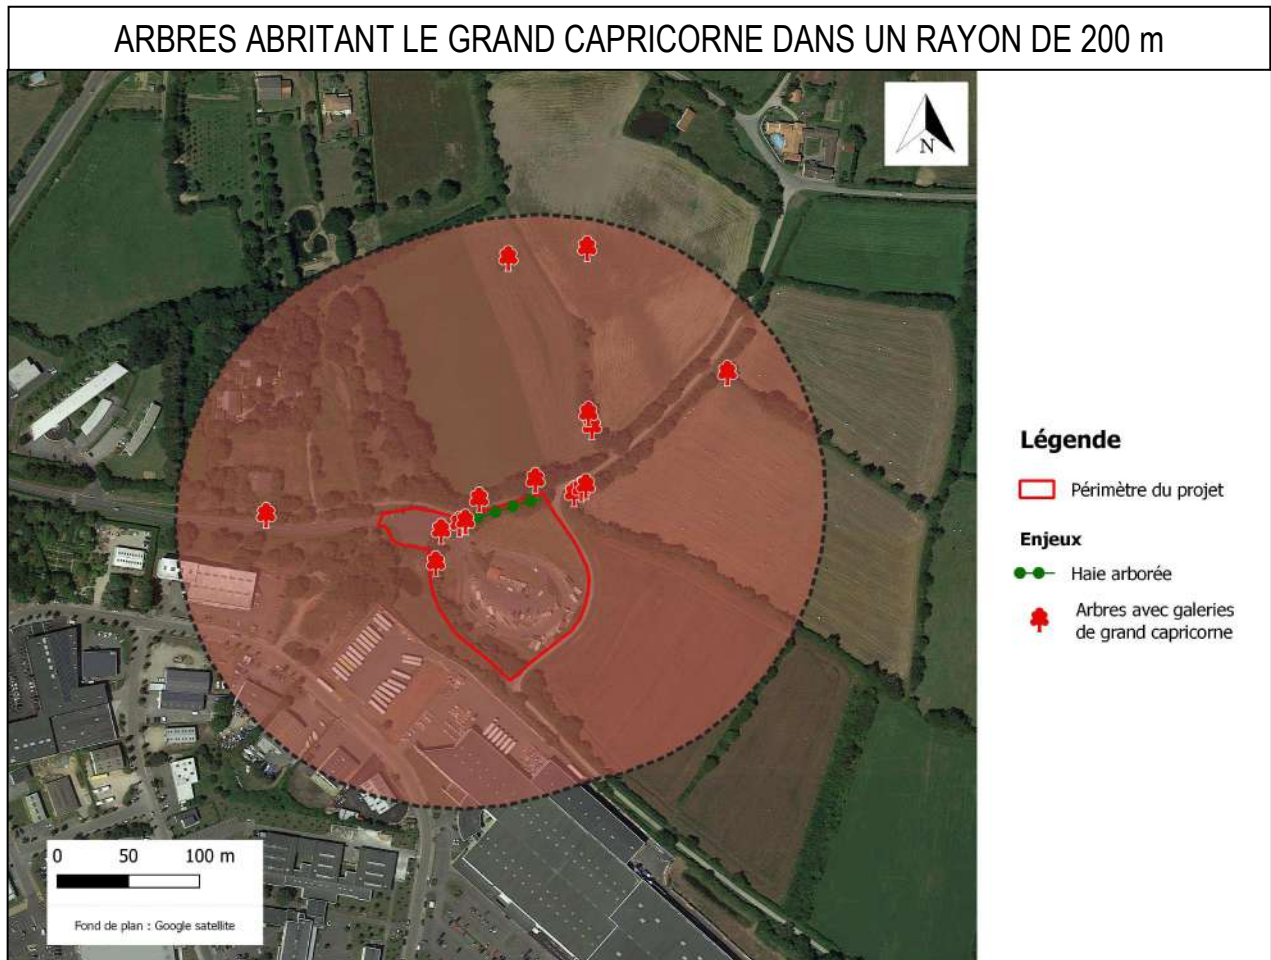 ARBRES ABRITANT LE GRAND CAPRICORNE DANS UN RAYON DE 200 m
N
Légende
Périmètre du projet
Enjeux
Haie arborée
Arbres avec galeries
de grand capricorne
0 50 100 m
Fond de plan : Google satellite